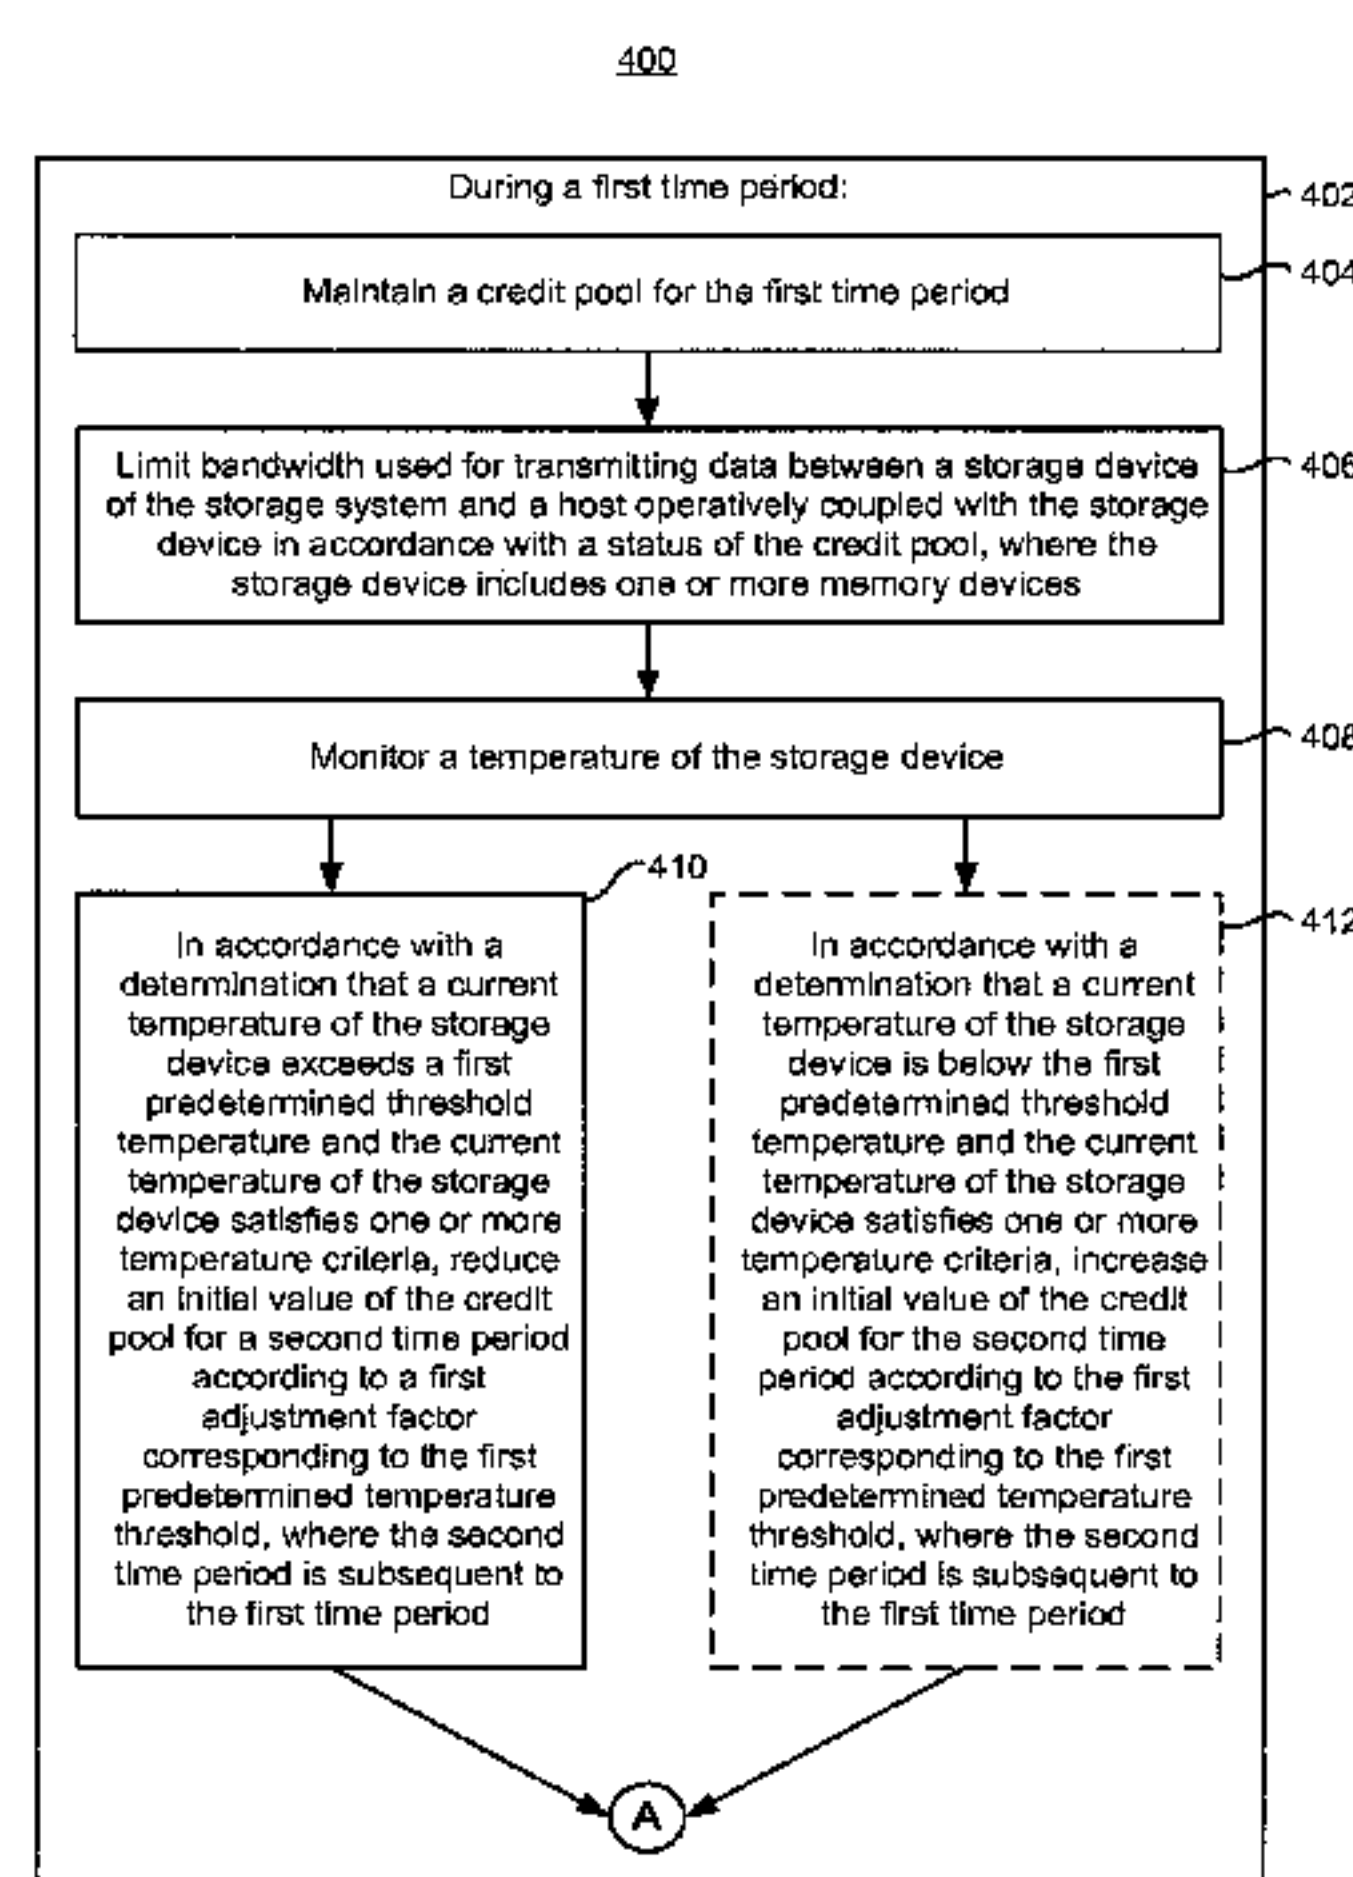 400
During a first time period:
402
Maintain a credit pool for the first time period
404
Limit bandwidth used for transmitting data between a storage device
of the storage system and a host operatively coupled with the storage
device in accordance with a status of the credit pool, where the
storage device includes one or more memory devices
406
Monitor a temperature of the storage device
408
410
In accordance with a
determination that a current
temperature of the storage
device exceeds a first
predetermined threshold
temperature and the current
temperature of the storage
device satisfies one or more
temperature criteria, reduce
an initial value of the credit
pool for a second time period
according to a first
adjustment factor
corresponding to the first
predetermined temperature
threshold, where the second
time period is subsequent to
the first time period
412
In accordance with a
determination that a current
temperature of the storage
device is below the first
predetermined threshold
temperature and the current
temperature of the storage
device satisfies one or more
temperature criteria, increase
an initial value of the credit
pool for the second time
period according to the first
adjustment factor
corresponding to the first
predetermined temperature
threshold, where the second
time period is subsequent to
the first time period
A